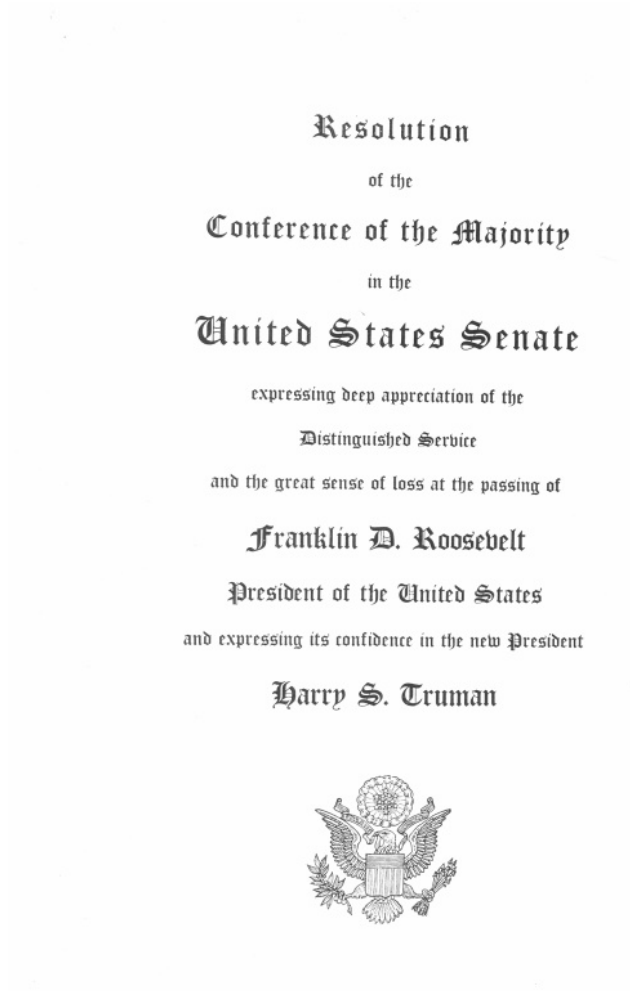 Resolution
of the
Conference of the Majority
in the
United States Senate
expressing deep appreciation of the
Distinguished Service
and the great sense of loss at the passing of
Franklin D. Roosevelt
President of the United States
and expressing its confidence in the new President
Harry S. Truman